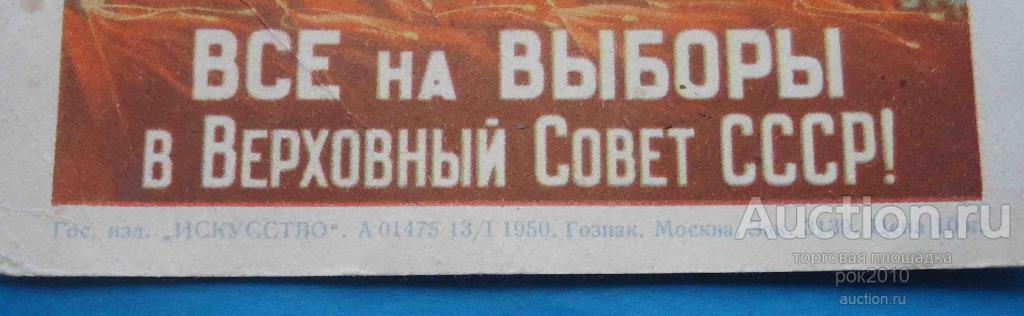 ВСЕ НА ВЫБОРЫ
В ВЕРХОВНЫЙ СОВЕТ СССР!
Гос. изд. „ИСКУССТВО“. А 01475 13/I 1950. Гознак. Москва.
Auction.ru
торговая площадка
рок2010
auction.ru